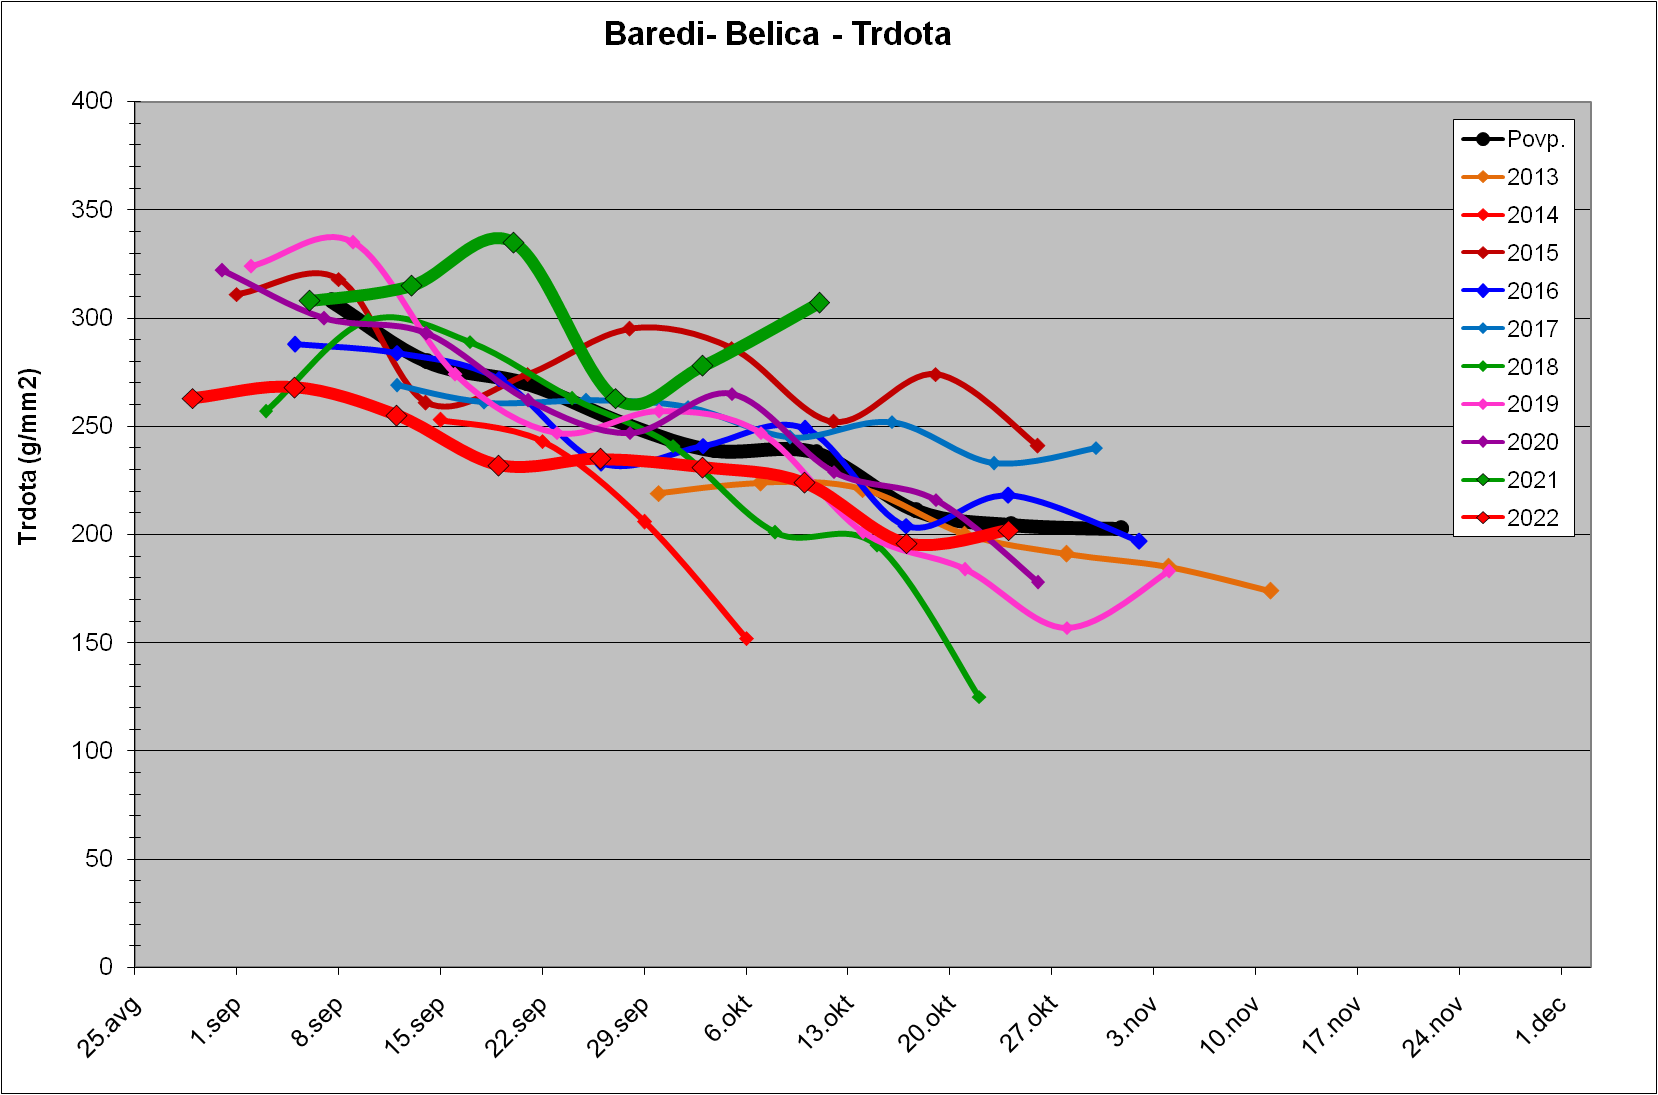 Baredi- Belica - Trdota
Trdota (g/mm2)
400
350
300
250
200
150
100
50
0
25.avg
1.sep
8.sep
15.sep
22.sep
29.sep
6.okt
13.okt
20.okt
27.okt
3.nov
10.nov
17.nov
24.nov
1.dec
Povp.
2013
2014
2015
2016
2017
2018
2019
2020
2021
2022